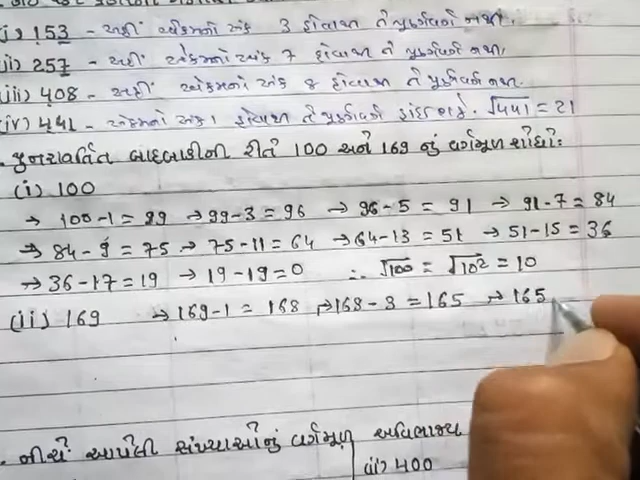 (i) 153 - અહીં એકમનો અંક 3 હોવાથી તે પૂર્ણવર્ગ નથી.
(ii) 257 - અહીં એકમનો અંક 7 હોવાથી તે પૂર્ણવર્ગ નથી.
(iii) 408 - અહીં એકમનો અંક 8 હોવાથી તે પૂર્ણવર્ગ નથી.
(iv) 441 - એકમનો અંક 1 હોવાથી તે પૂર્ણવર્ગ હોઇ શકે. √441 = 21
. પુનરાવર્તિત બાદબાકીની રીતે 100 અને 169 નું વર્ગમૂળ શોધો:
(i) 100
→ 100-1 = 99 → 99-3 = 96 → 96-5 = 91 → 91-7 = 84
→ 84-9 = 75 → 75-11 = 64 → 64-13 = 51 → 51-15 = 36
→ 36-17 = 19 → 19-19 = 0 ∴ √100 = √10² = 10
(ii) 169 → 169-1 = 168 → 168-3 = 165 → 165
. નીચે આપેલી સંખ્યાઓનું વર્ગમૂળ અવિભાજ્ય
(ii) 400